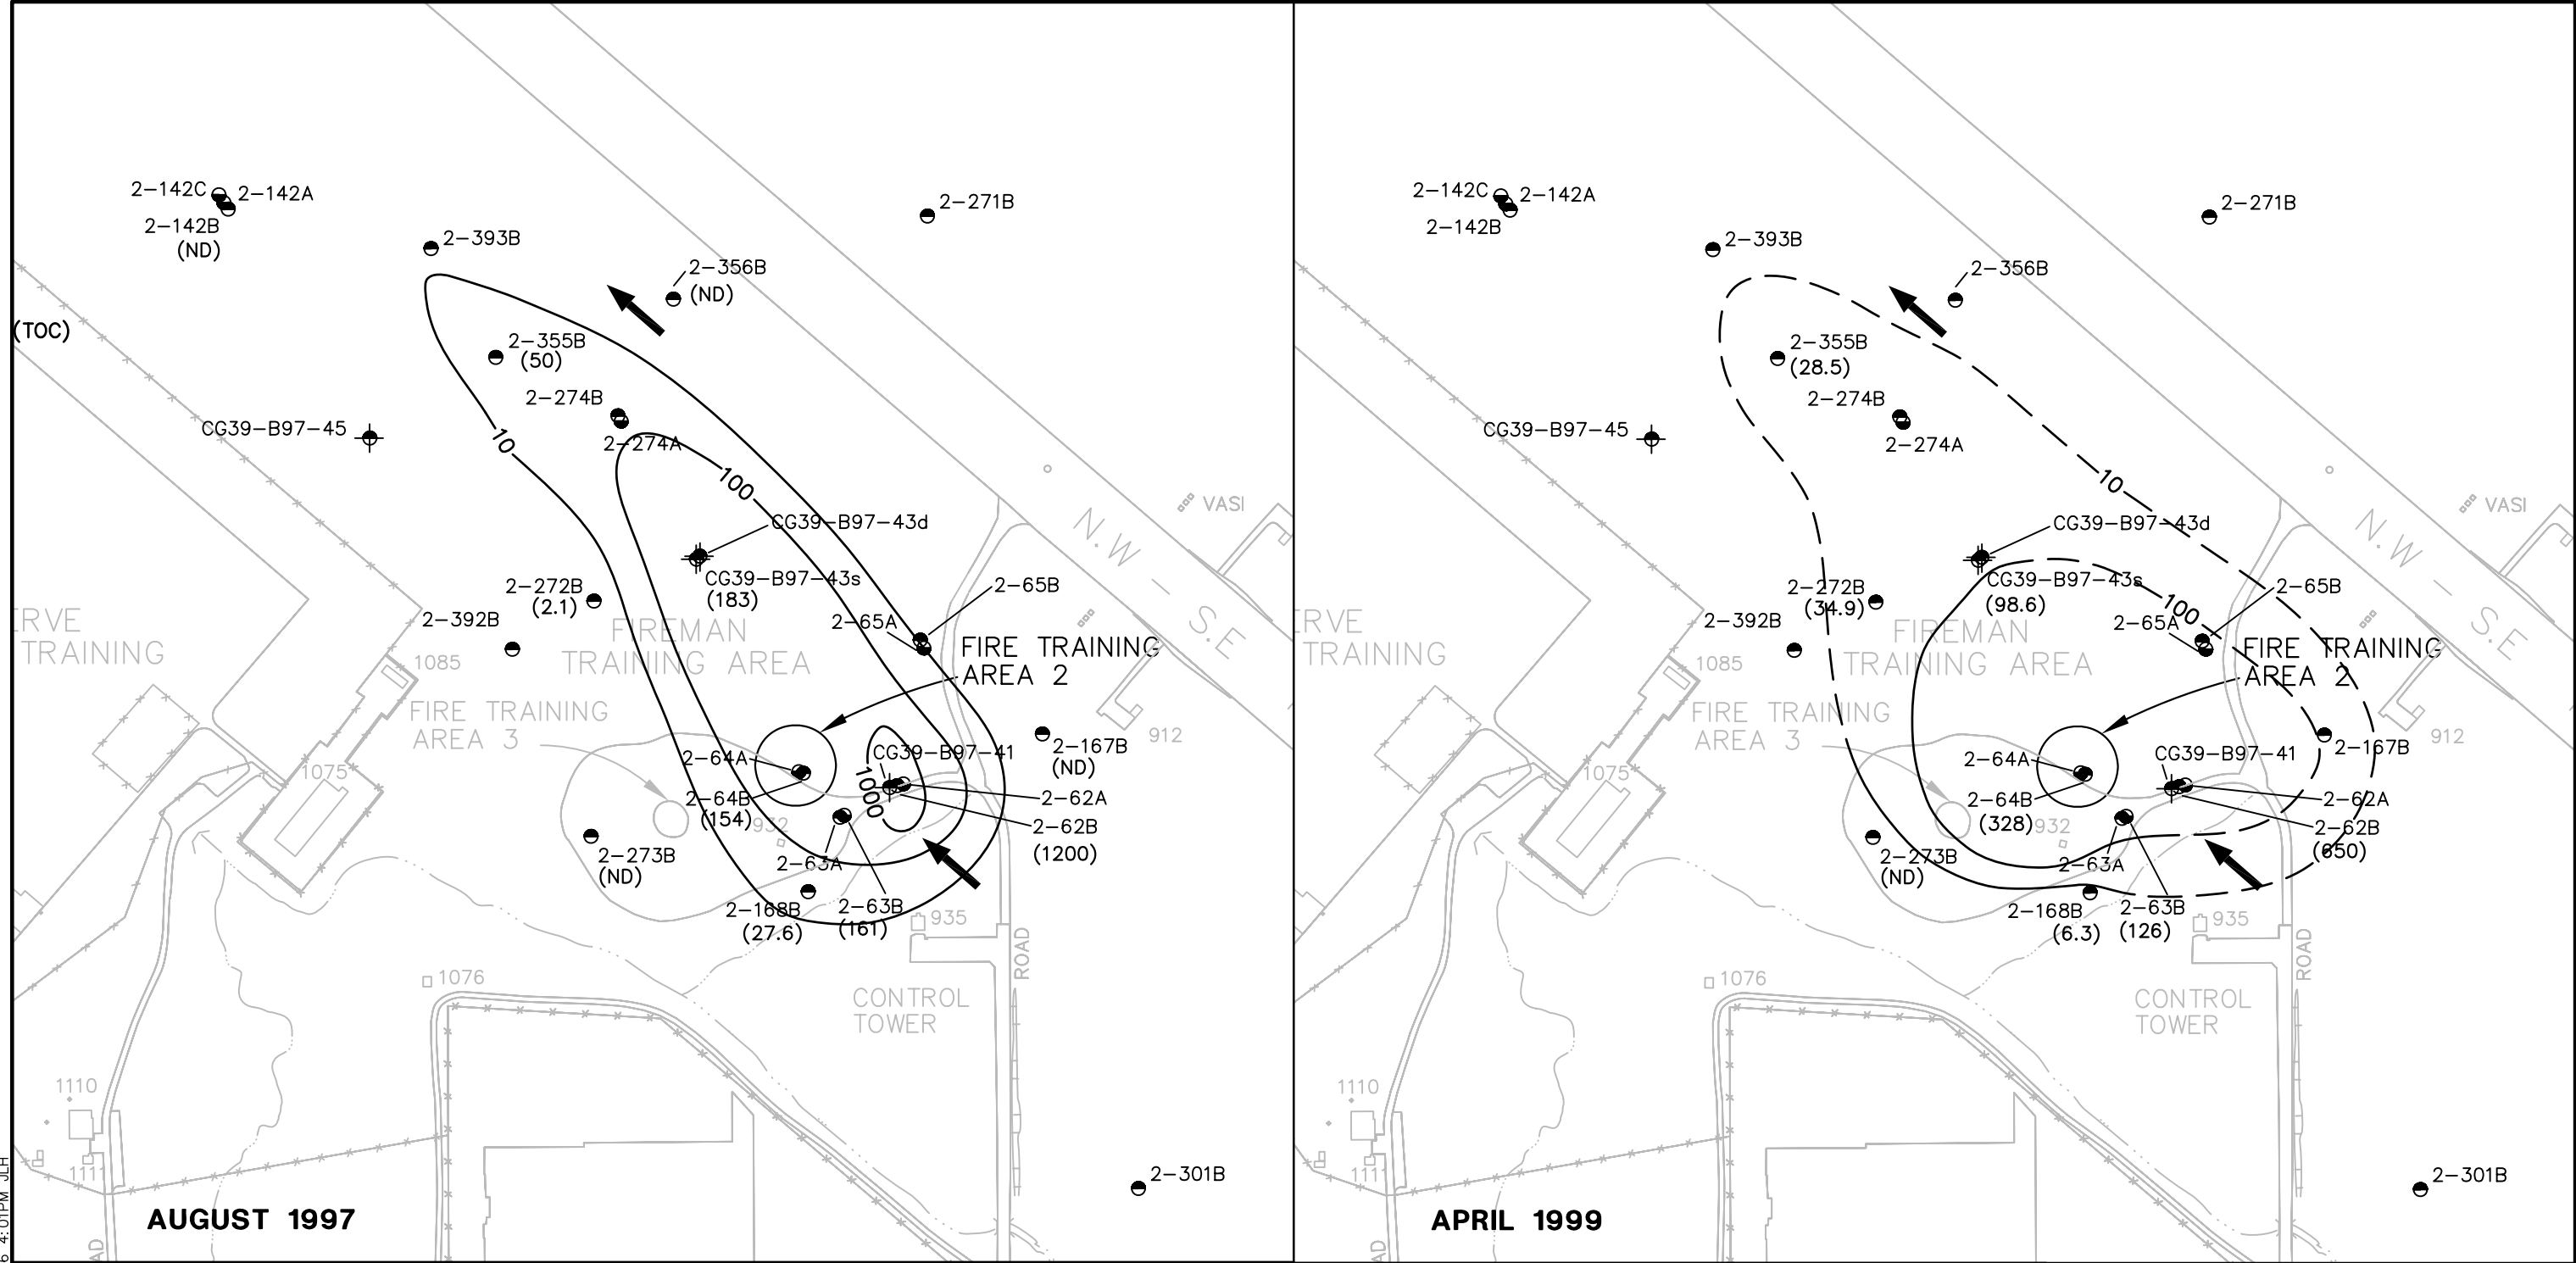 2-142C
2-142A
2-142B
(ND)
2-393B
2-271B
2-356B
(ND)
(TOC)
2-355B
(50)
2-274B
2-274A
CG39-B97-45
10
100
CG39-B97-43d
CG39-B97-43s
(183)
VASI
N.W - S.E
2-272B
(2.1)
2-392B
2-65B
2-65A
ERVE
TRAINING
FIREMAN
TRAINING AREA
FIRE TRAINING
AREA 2
1085
FIRE TRAINING
AREA 3
912
2-167B
(ND)
1075
2-64A
2-64B
(154)
CG39-B97-41
1000
2-62A
2-62B
(1200)
932
2-63A
2-273B
(ND)
2-168B
(27.6)
2-63B
(161)
935
ROAD
1076
CONTROL
TOWER
1110
1111
2-301B
AUGUST 1997
AD
6 4:01PM JLH
2-142C
2-142A
2-142B
2-393B
2-271B
2-356B
2-355B
(28.5)
2-274B
2-274A
CG39-B97-45
10
100
CG39-B97-43d
CG39-B97-43s
(98.6)
VASI
N.W - S.E
2-272B
(34.9)
2-392B
2-65B
2-65A
ERVE
TRAINING
FIREMAN
TRAINING AREA
FIRE TRAINING
AREA 2
1085
FIRE TRAINING
AREA 3
912
2-167B
1075
2-64A
2-64B
(328)
CG39-B97-41
2-62A
2-62B
(650)
932
2-63A
2-273B
(ND)
2-168B
(6.3)
2-63B
(126)
935
ROAD
1076
CONTROL
TOWER
1110
1111
2-301B
APRIL 1999
AD